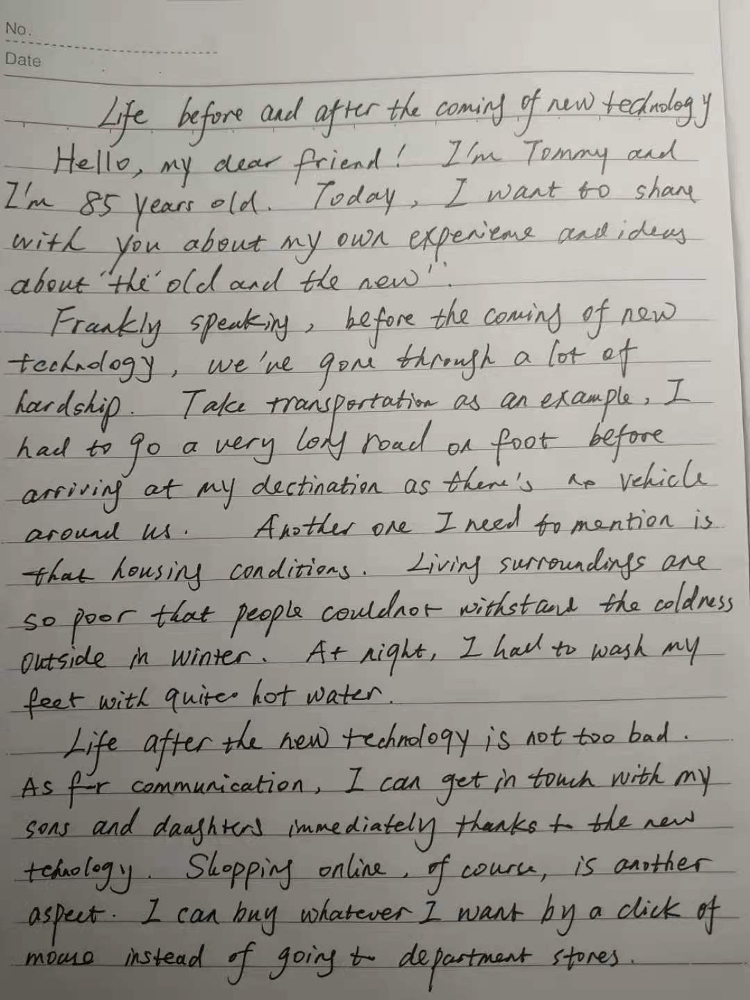 No.
Date
Life before and after the coming of new technology
Hello, my dear friend! I'm Tommy and
I'm 85 years old. Today, I want to share
with you about my own experience and ideas
about "the old and the new".
Frankly speaking, before the coming of new
technology, we've gone through a lot of
hardship. Take transportation as an example, I
had to go a very long road on foot before
arriving at my dectination as there's no vehicle
around us. Another one I need to mention is
that housing conditions. Living surroundings are
so poor that people couldnot withstand the coldness
outside in winter. At night, I had to wash my
feet with quite hot water.
Life after the new technology is not too bad.
As for communication, I can get in touch with my
sons and daughters immediately thanks to the new
tchnology. Shopping online, of course, is another
aspect. I can buy whatever I want by a click of
mouse instead of going to department stores.